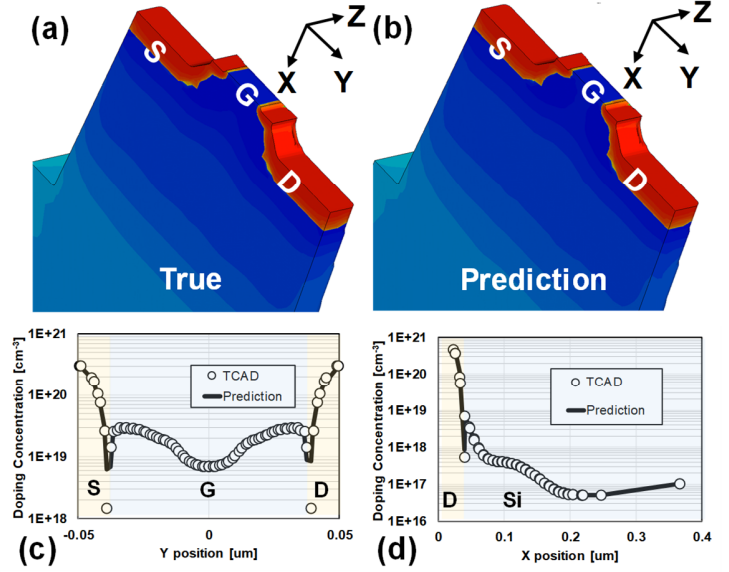 (a)
S
G
D
X
Y
Z
True
(b)
S
G
D
X
Y
Z
Prediction
Doping Concentration [cm⁻³]
1E+21
1E+20
1E+19
1E+18
TCAD
Prediction
S
G
D
-0.05
0
0.05
Y position [um]
(c)
Doping Concentration [cm⁻³]
1E+21
1E+20
1E+19
1E+18
1E+17
1E+16
TCAD
Prediction
D
Si
0
0.1
0.2
0.3
0.4
X position [um]
(d)